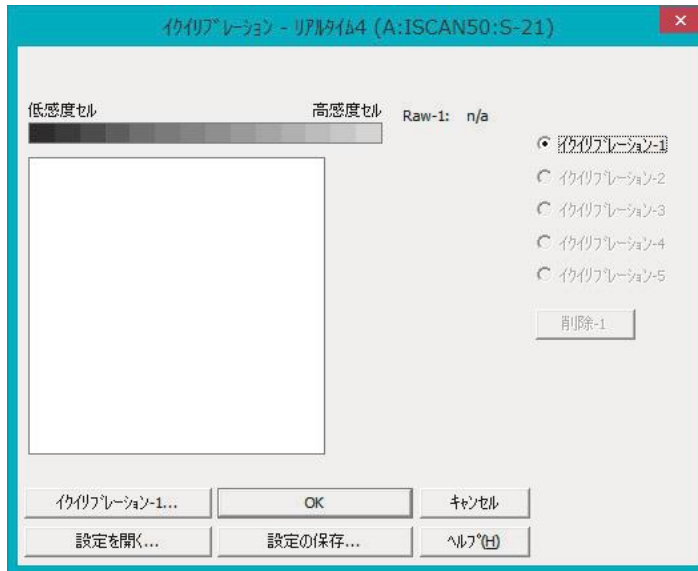 ｲｸｲﾘﾌﾞﾚｰｼｮﾝ - ﾘｱﾙﾀｲﾑ4 (A:ISCAN50:S-21)
低感度ｾﾙ 高感度ｾﾙ Raw-1: n/a
ｲｸｲﾘﾌﾞﾚｰｼｮﾝ-1
ｲｸｲﾘﾌﾞﾚｰｼｮﾝ-2
ｲｸｲﾘﾌﾞﾚｰｼｮﾝ-3
ｲｸｲﾘﾌﾞﾚｰｼｮﾝ-4
ｲｸｲﾘﾌﾞﾚｰｼｮﾝ-5
削除-1
ｲｸｲﾘﾌﾞﾚｰｼｮﾝ-1... OK ｷｬﾝｾﾙ
設定を開く... 設定の保存... ﾍﾙﾌﾟ(H)